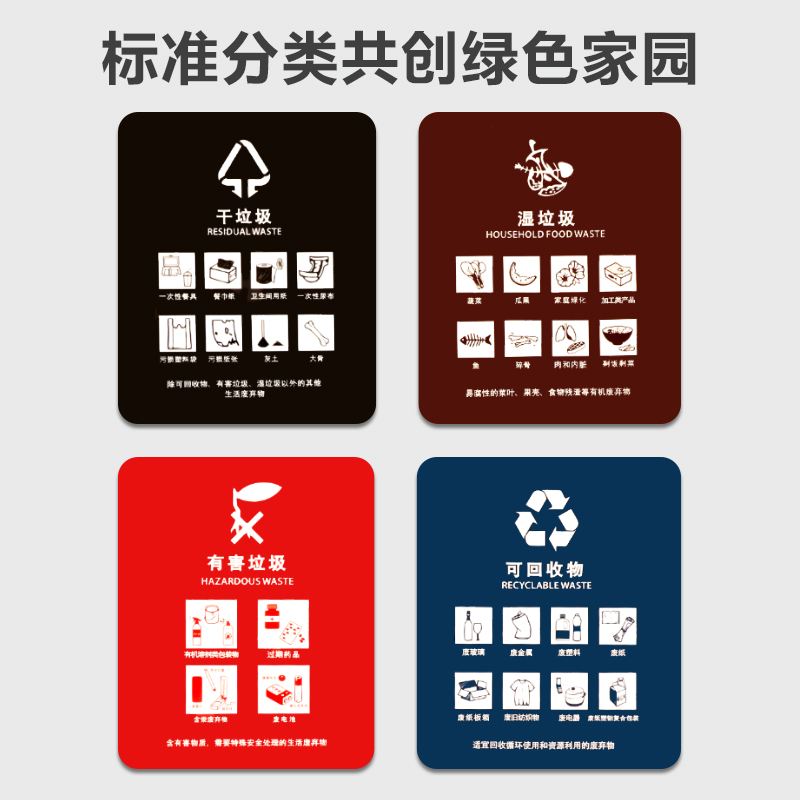 标准分类共创绿色家园
干垃圾
RESIDUAL WASTE
一次性餐具
餐巾纸
卫生间用纸
一次性尿布
污损塑料袋
污损纸张
灰土
大骨
除可回收物、有害垃圾、湿垃圾以外的其他
生活废弃物
湿垃圾
HOUSEHOLD FOOD WASTE
蔬菜
瓜果
家庭绿化
加工类产品
鱼
碎骨
肉和内脏
剩饭剩菜
易腐性的菜叶、果壳、食物残渣等有机废弃物
有害垃圾
HAZARDOUS WASTE
有机溶剂类包装物
过期药品
含汞废弃物
废电池
含有害物质，需要特殊安全处理的生活废弃物
可回收物
RECYCLABLE WASTE
废玻璃
废金属
废塑料
废纸
废纸板箱
废旧纺织物
废电器
废纸塑铝复合包装
适宜回收循环使用和资源利用的废弃物